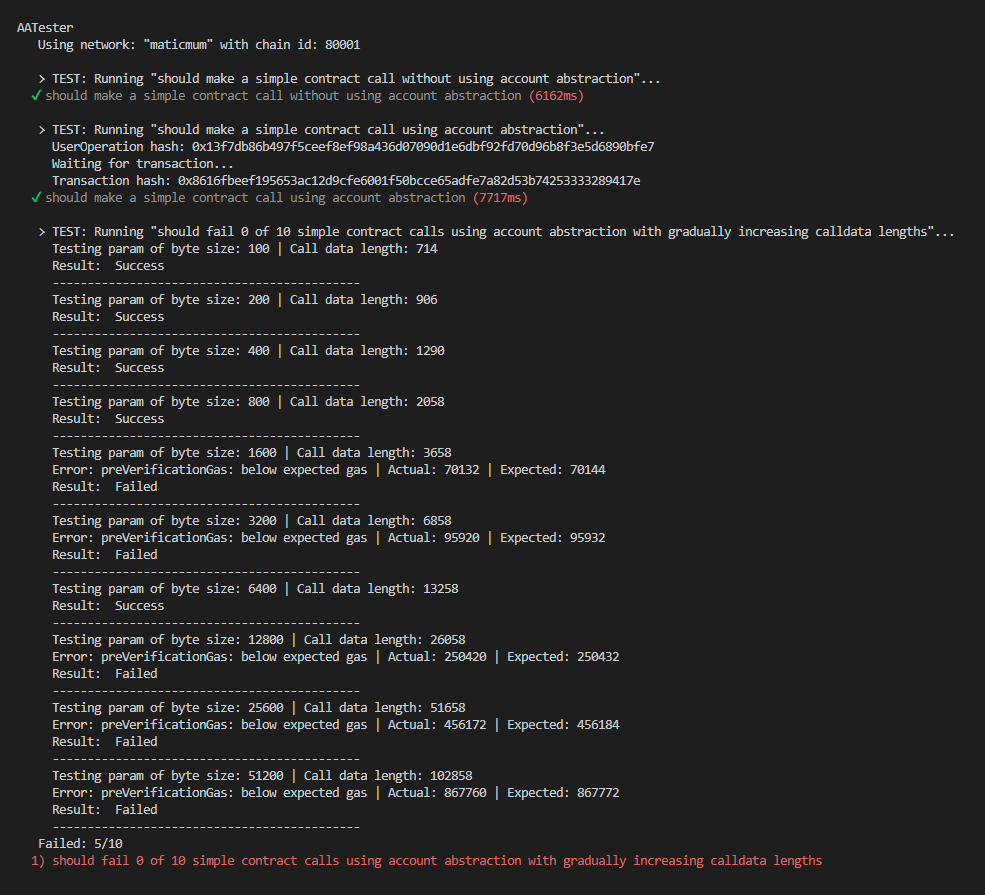 AATester
Using network: "maticmum" with chain id: 80001
> TEST: Running "should make a simple contract call without using account abstraction"...
✓ should make a simple contract call without using account abstraction (6162ms)
> TEST: Running "should make a simple contract call using account abstraction"...
UserOperation hash: 0x13f7db86b497f5ceef8ef98a436d07090d1e6dbf92fd70d96b8f3e5d6890bfe7
Waiting for transaction...
Transaction hash: 0x8616fbeef195653ac12d9cfe6001f50bcce65adfe7a82d53b74253333289417e
✓ should make a simple contract call using account abstraction (7717ms)
> TEST: Running "should fail 0 of 10 simple contract calls using account abstraction with gradually increasing calldata lengths"...
Testing param of byte size: 100 | Call data length: 714
Result:  Success
--------------------------------------------
Testing param of byte size: 200 | Call data length: 906
Result:  Success
--------------------------------------------
Testing param of byte size: 400 | Call data length: 1290
Result:  Success
--------------------------------------------
Testing param of byte size: 800 | Call data length: 2058
Result:  Success
--------------------------------------------
Testing param of byte size: 1600 | Call data length: 3658
Error: preVerificationGas: below expected gas | Actual: 70132 | Expected: 70144
Result:  Failed
--------------------------------------------
Testing param of byte size: 3200 | Call data length: 6858
Error: preVerificationGas: below expected gas | Actual: 95920 | Expected: 95932
Result:  Failed
--------------------------------------------
Testing param of byte size: 6400 | Call data length: 13258
Result:  Success
--------------------------------------------
Testing param of byte size: 12800 | Call data length: 26058
Error: preVerificationGas: below expected gas | Actual: 250420 | Expected: 250432
Result:  Failed
--------------------------------------------
Testing param of byte size: 25600 | Call data length: 51658
Error: preVerificationGas: below expected gas | Actual: 456172 | Expected: 456184
Result:  Failed
--------------------------------------------
Testing param of byte size: 51200 | Call data length: 102858
Error: preVerificationGas: below expected gas | Actual: 867760 | Expected: 867772
Result:  Failed
--------------------------------------------
Failed: 5/10
1) should fail 0 of 10 simple contract calls using account abstraction with gradually increasing calldata lengths